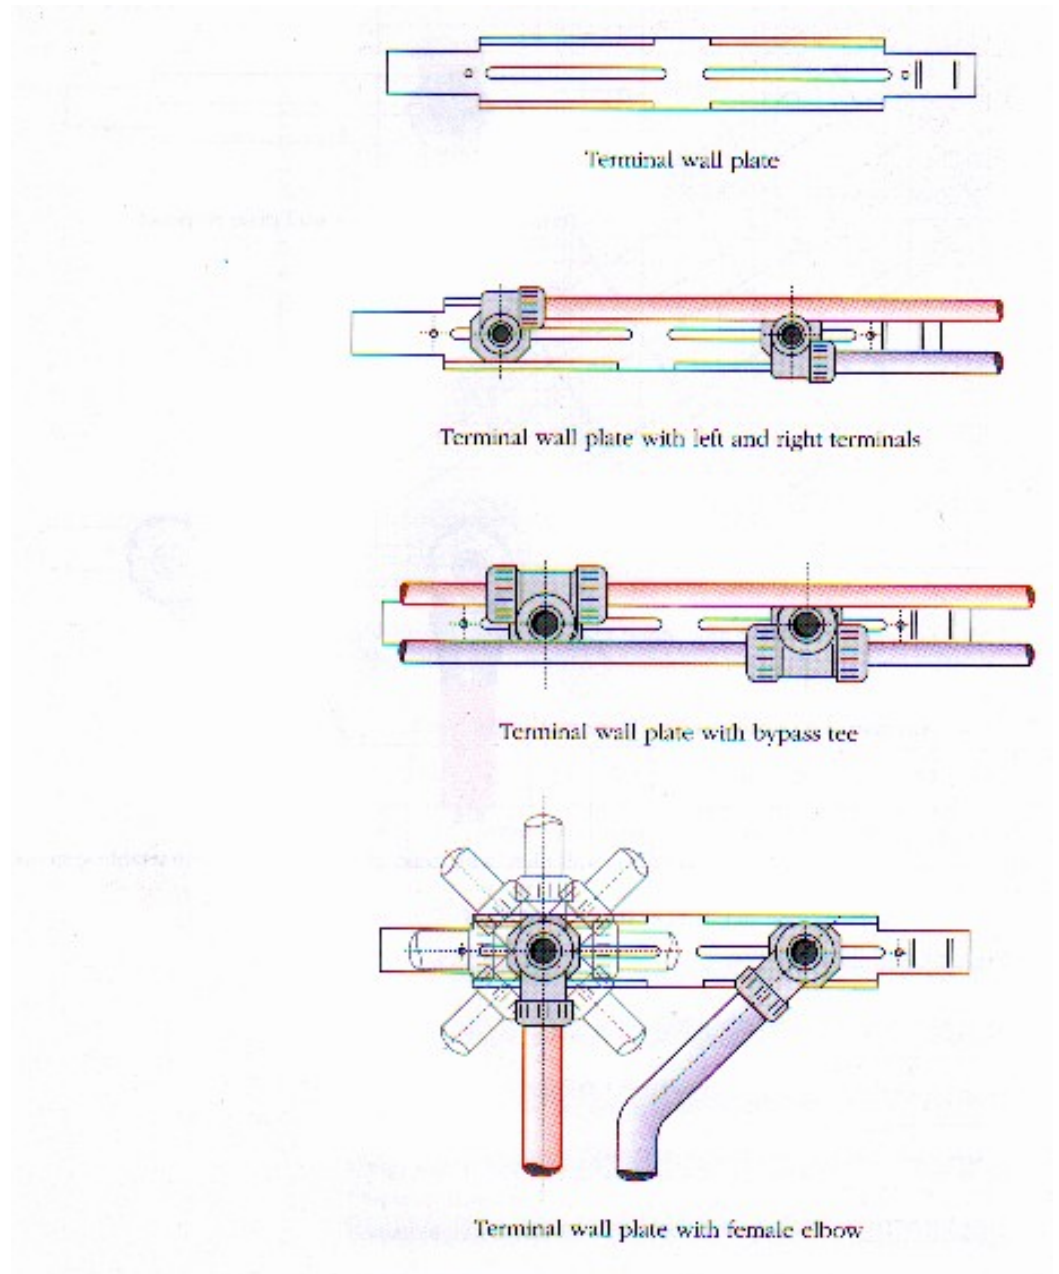 Terminal wall plate
Terminal wall plate with left and right terminals
Terminal wall plate with bypass tee
Terminal wall plate with female elbow